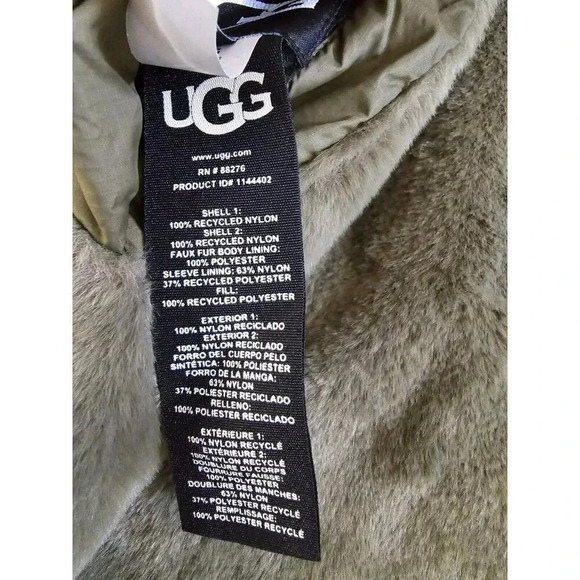 UGG
www.ugg.com
RN # 88276
PRODUCT ID# 1144402
SHELL 1:
100% RECYCLED NYLON
SHELL 2:
100% RECYCLED NYLON
FAUX FUR BODY LINING:
100% POLYESTER
SLEEVE LINING: 63% NYLON
37% RECYCLED POLYESTER
FILL:
100% RECYCLED POLYESTER
EXTERIOR 1:
100% NYLON RECICLADO
EXTERIOR 2:
100% NYLON RECICLADO
FORRO DEL CUERPO PELO
SINTÉTICA: 100% POLIESTER
FORRO DE LA MANGA:
63% NYLON
37% POLIESTER RECICLADO
RELLENO:
100% POLIESTER RECICLADO
EXTÉRIEURE 1:
100% NYLON RECYCLÉ
EXTÉRIEURE 2:
100% NYLON RECYCLÉ
DOUBLURE DU CORPS
FOURRURE FAUSSE:
100% POLYESTER
DOUBLURE DES MANCHES:
63% NYLON
37% POLYESTER RECYCLÉ
REMPLISSAGE:
100% POLYESTER RECYCLÉ